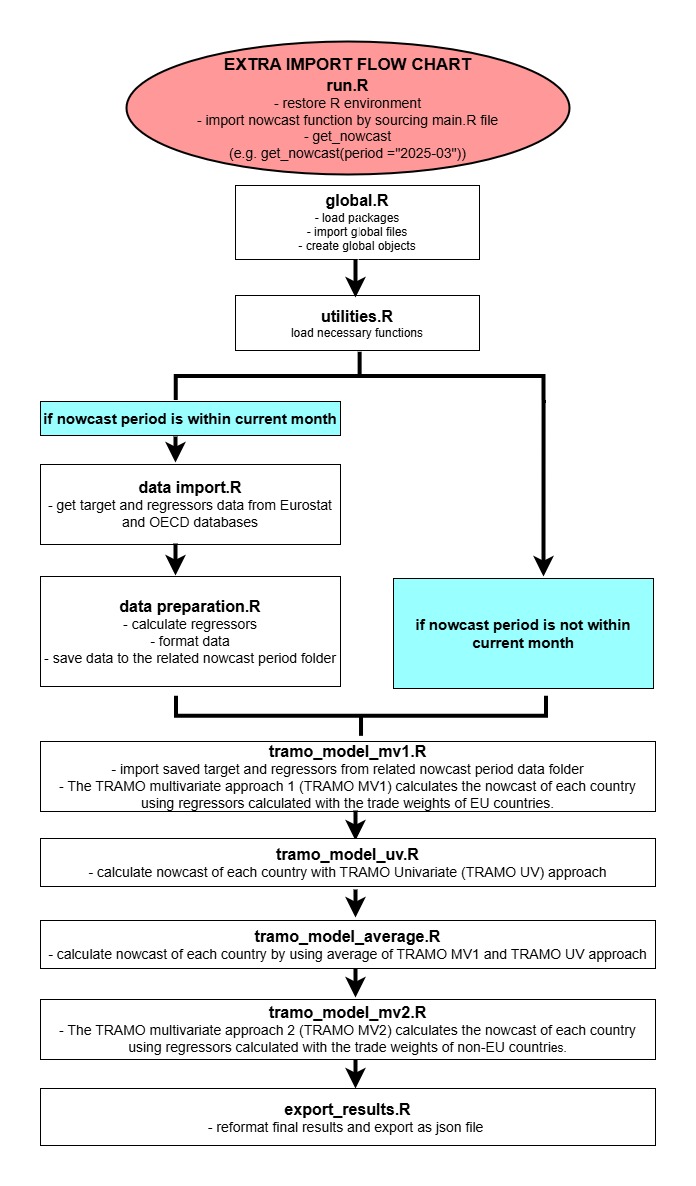 EXTRA IMPORT FLOW CHART
run.R
- restore R environment
- import nowcast function by sourcing main.R file
- get_nowcast
(e.g. get_nowcast(period ="2025-03"))
global.R
- load packages
- import global files
- create global objects
utilities.R
load necessary functions
if nowcast period is within current month
data import.R
- get target and regressors data from Eurostat
and OECD databases
data preparation.R
- calculate regressors
- format data
- save data to the related nowcast period folder
if nowcast period is not within
current month
tramo_model_mv1.R
- import saved target and regressors from related nowcast period data folder
- The TRAMO multivariate approach 1 (TRAMO MV1) calculates the nowcast of each country
using regressors calculated with the trade weights of EU countries.
tramo_model_uv.R
- calculate nowcast of each country with TRAMO Univariate (TRAMO UV) approach
tramo_model_average.R
- calculate nowcast of each country by using average of TRAMO MV1 and TRAMO UV approach
tramo_model_mv2.R
- The TRAMO multivariate approach 2 (TRAMO MV2) calculates the nowcast of each country
using regressors calculated with the trade weights of non-EU countries.
export_results.R
- reformat final results and export as json file